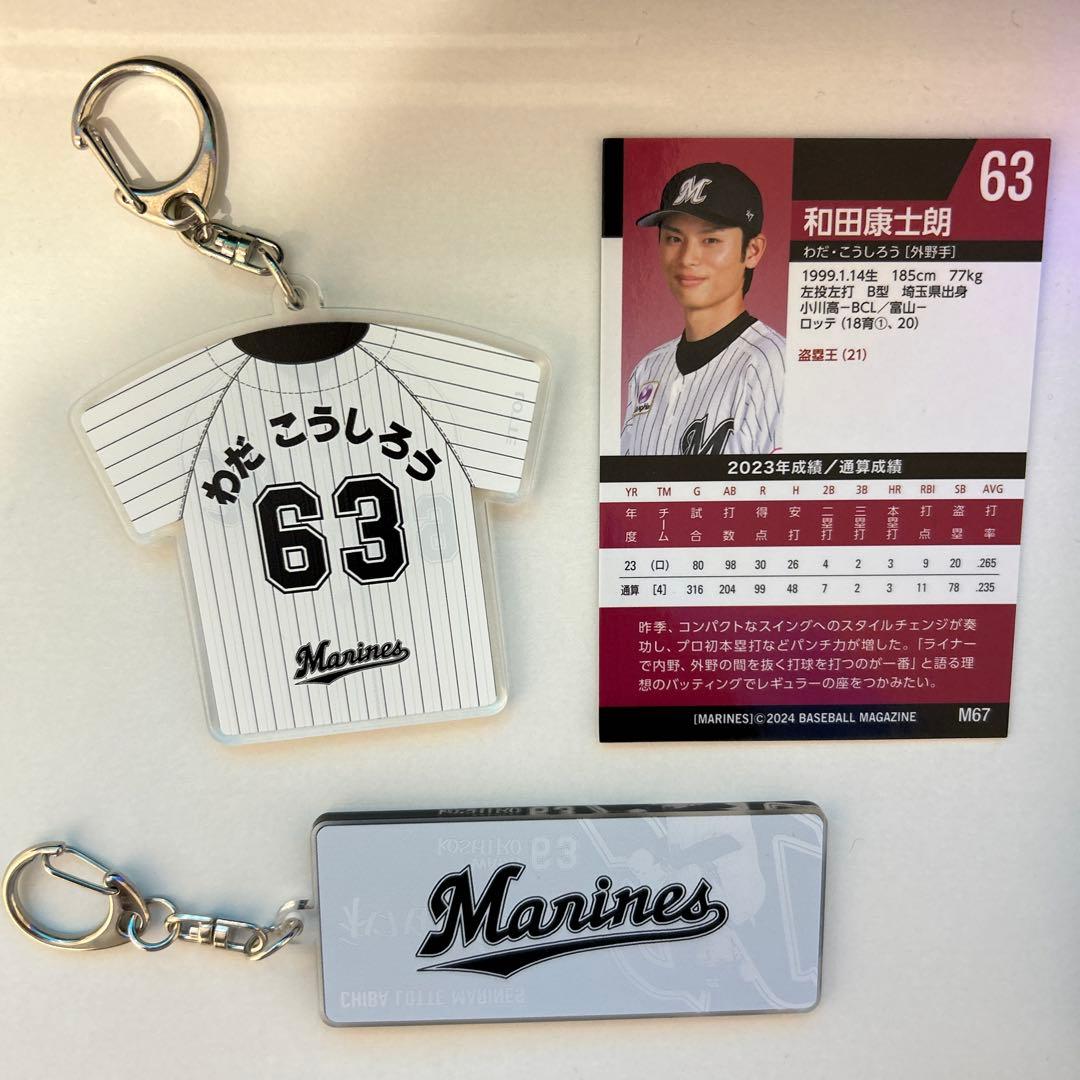 わだ こうしろう
63
Marines
M
63
和田康士朗
わだ・こうしろう [外野手]
1999.1.14生 185cm 77kg
左投左打 B型 埼玉県出身
小川高−BCL/富山−
ロッテ (18育①、20)
盗塁王 (21)
M
2023年成績/通算成績
YR TM G AB R H 2B 3B HR RBI SB AVG
年度 チーム 試合 打数 得点 安打 二塁打 三塁打 本塁打 打点 盗塁 打率
23 (ロ) 80 98 30 26 4 2 3 9 20 .265
通算 [4] 316 204 99 48 7 2 3 11 78 .235
昨季、コンパクトなスイングへのスタイルチェンジが奏
功し、プロ初本塁打などパンチ力が増した。「ライナー
で内野、外野の間を抜く打球を打つのが一番」と語る理
想のバッティングでレギュラーの座をつかみたい。
[MARINES]©2024 BASEBALL MAGAZINE M67
KOSHIRO
63
Marines
CHIBA LOTTE MARINES